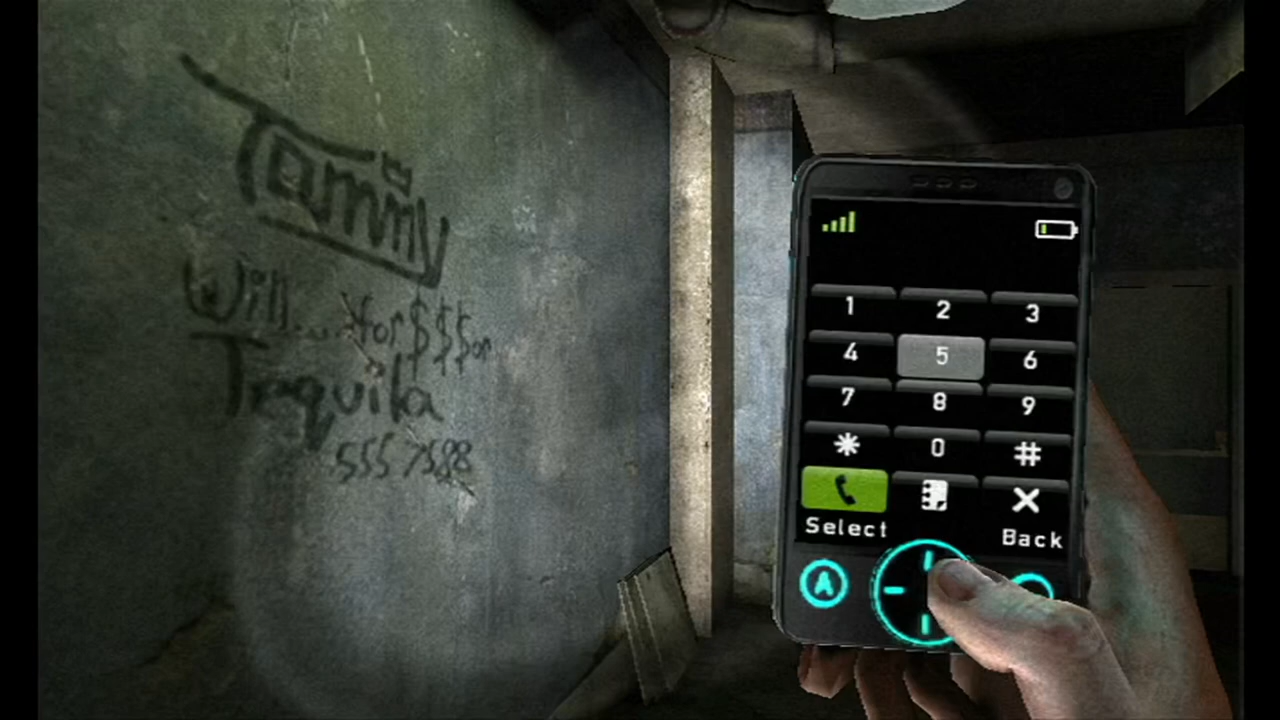 Tammy
Will.... for $$$ or
Tequila
555 7588
1 2 3
4 5 6
7 8 9
* 0 #
Select Back
A